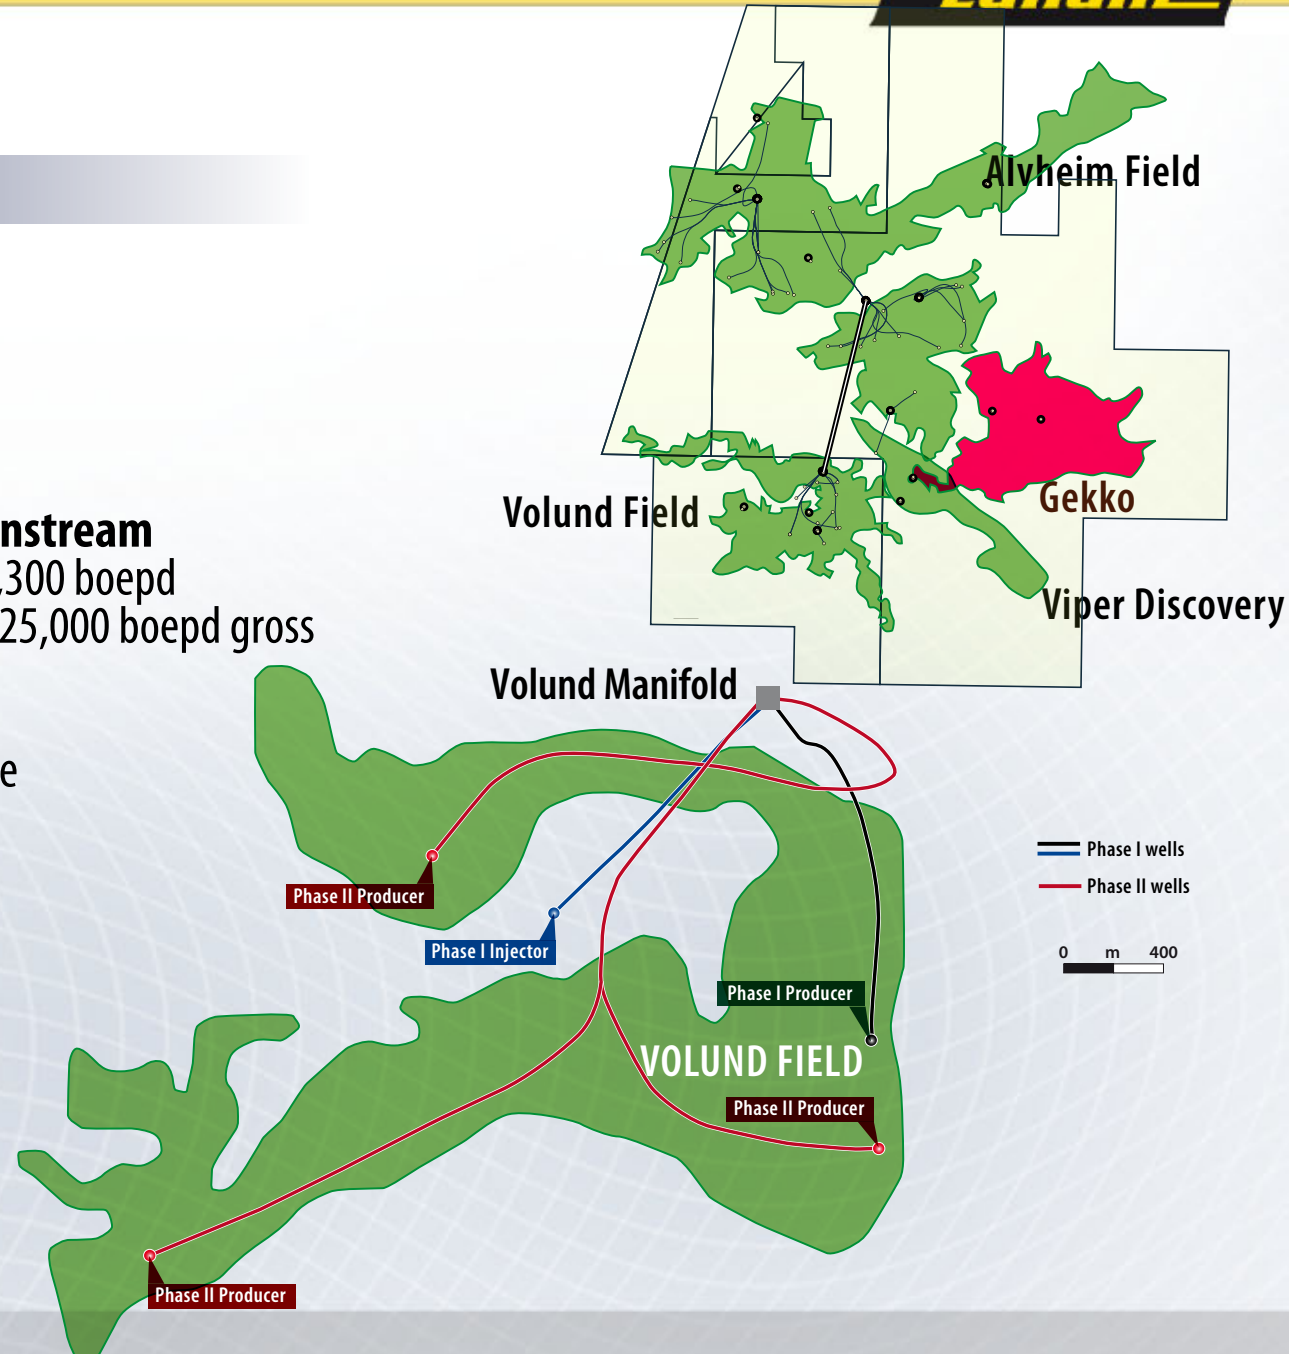 Alvheim Field
Volund Field
Gekko
nstream
,300 boepd
25,000 boepd gross
Viper Discovery
Volund Manifold
e
Phase I wells
Phase II wells
Phase II Producer
Phase I Injector
0 m 400
Phase I Producer
VOLUND FIELD
Phase II Producer
Phase II Producer